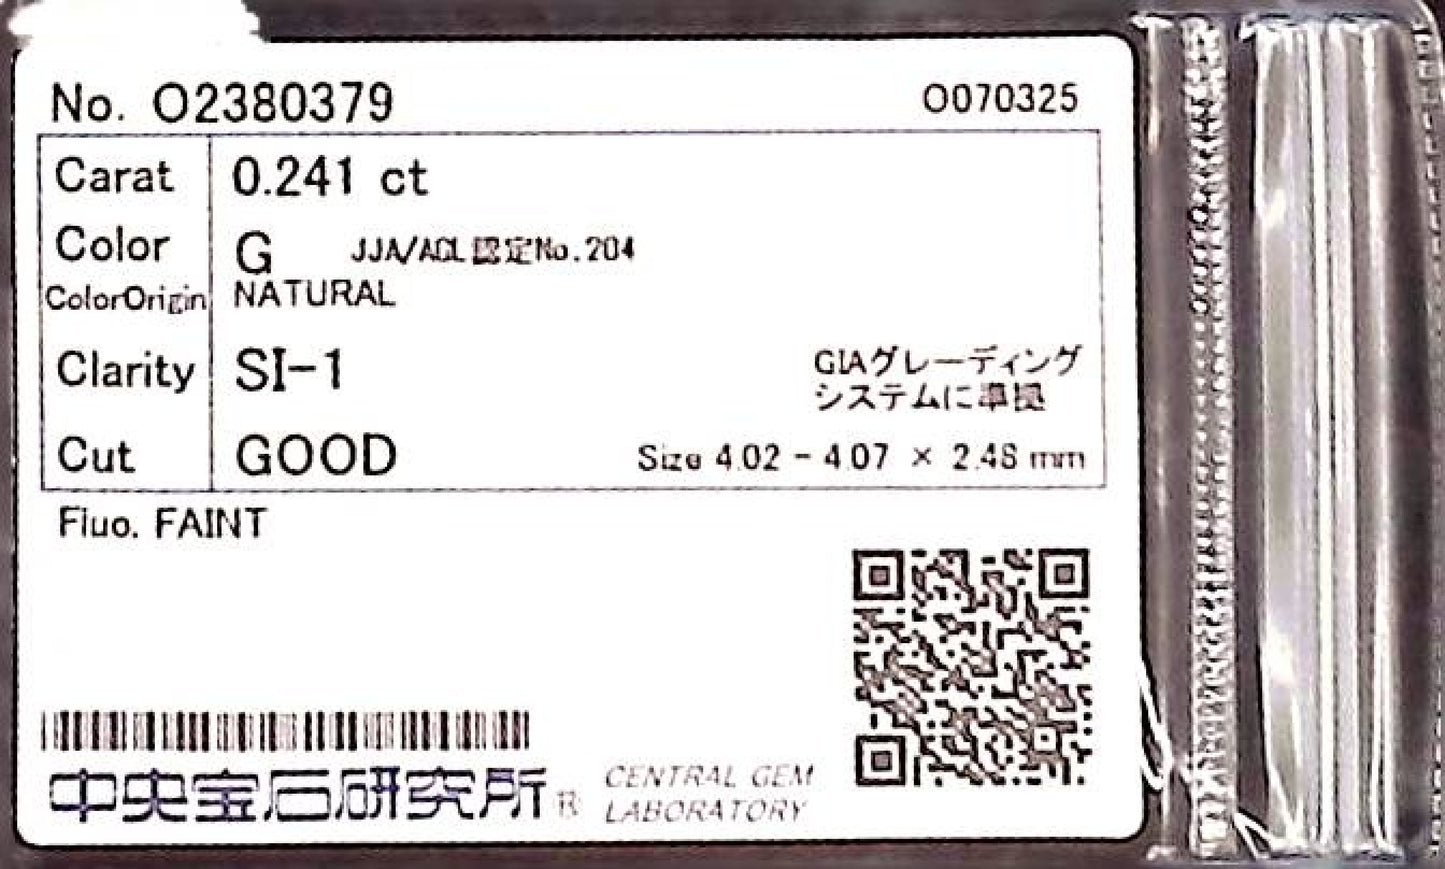 No. O2380379 O070325
Carat 0.241 ct
Color G JJA/AGL認定No.204
ColorOrigin NATURAL
Clarity SI-1 GIAグレーディング
システムに準拠
Cut GOOD Size 4.02 - 4.07 × 2.48 mm
Fluo. FAINT
中央宝石研究所® CENTRAL GEM
LABORATORY